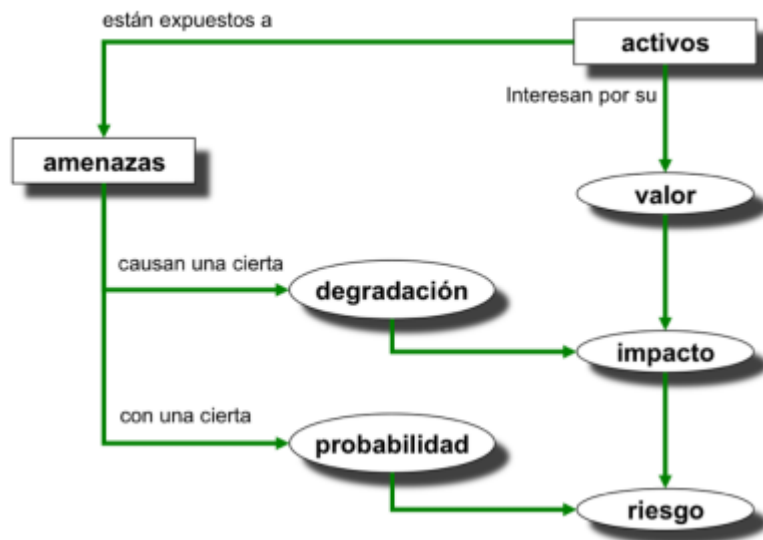 están expuestos a
activos
Interesan por su
amenazas
valor
causan una cierta
degradación
impacto
con una cierta
probabilidad
riesgo